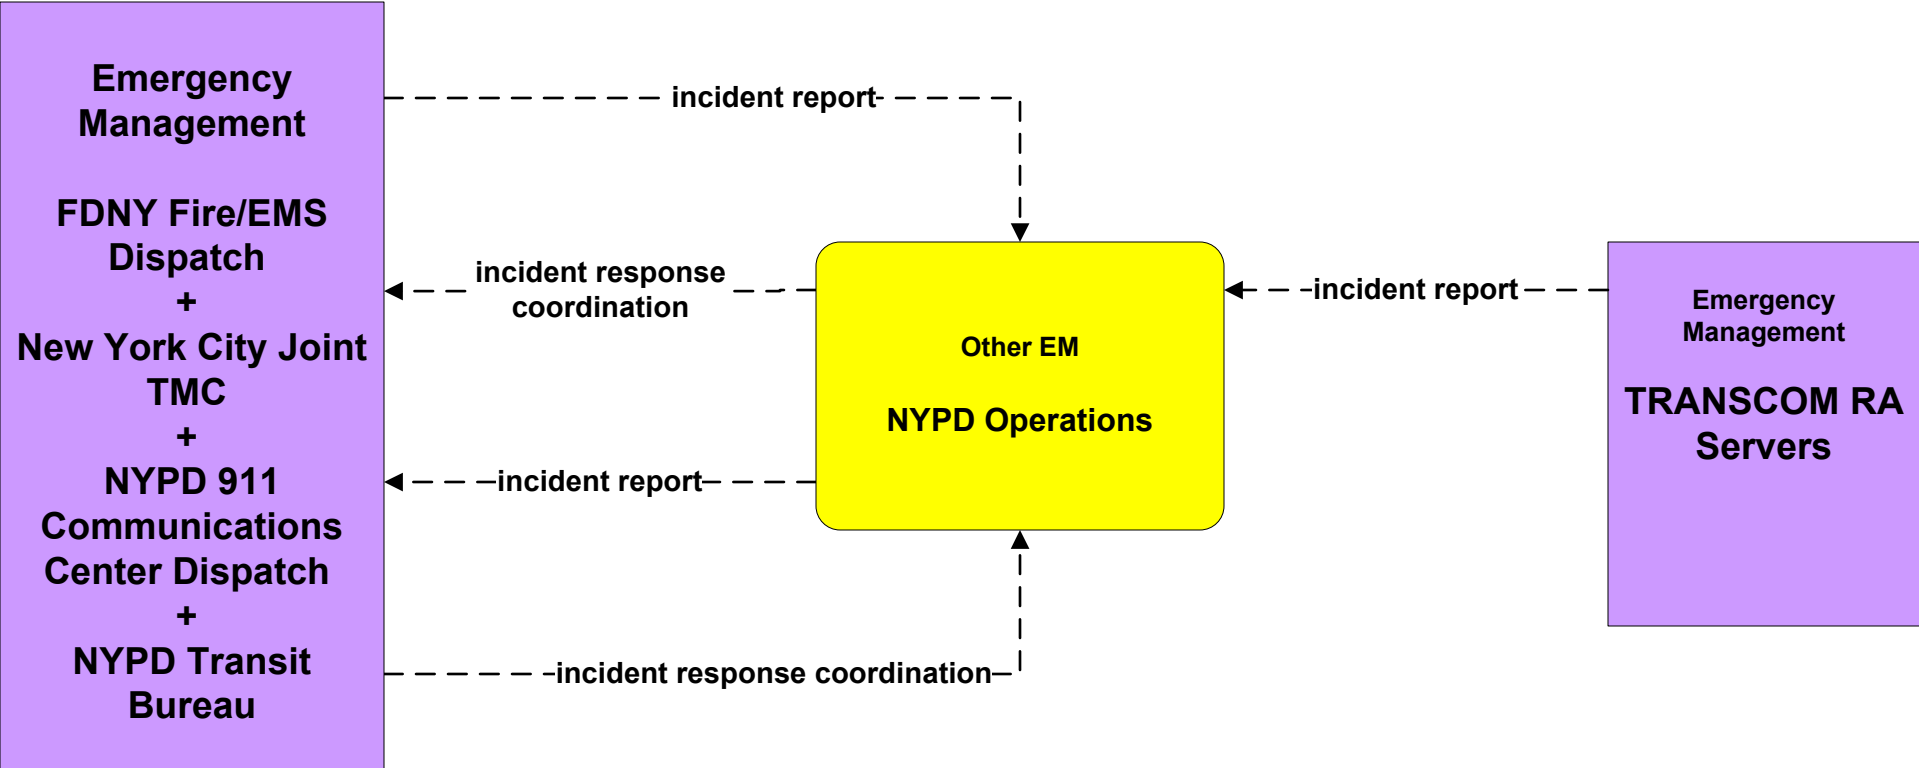 Emergency
Management
FDNY Fire/EMS
Dispatch
+
New York City Joint
TMC
+
NYPD 911
Communications
Center Dispatch
+
NYPD Transit
Bureau
incident report
incident response
coordination
incident report
incident response coordination
Other EM
NYPD Operations
incident report
Emergency
Management
TRANSCOM RA
Servers